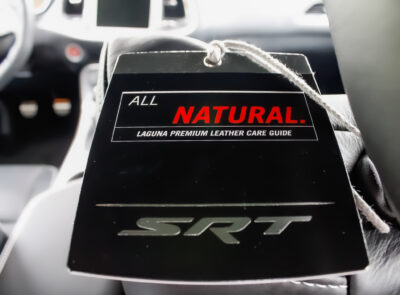 ALL
NATURAL.
LAGUNA PREMIUM LEATHER CARE GUIDE
SRT